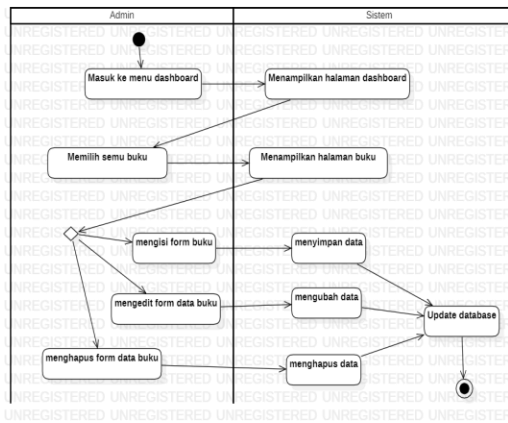 Admin Sistem
Masuk ke menu dashboard Menampilkan halaman dashboard
Memilih semu buku Menampilkan halaman buku
mengisi form buku menyimpan data
mengedit form data buku mengubah data
Update database
menghapus form data buku menghapus data
UNREGISTERED